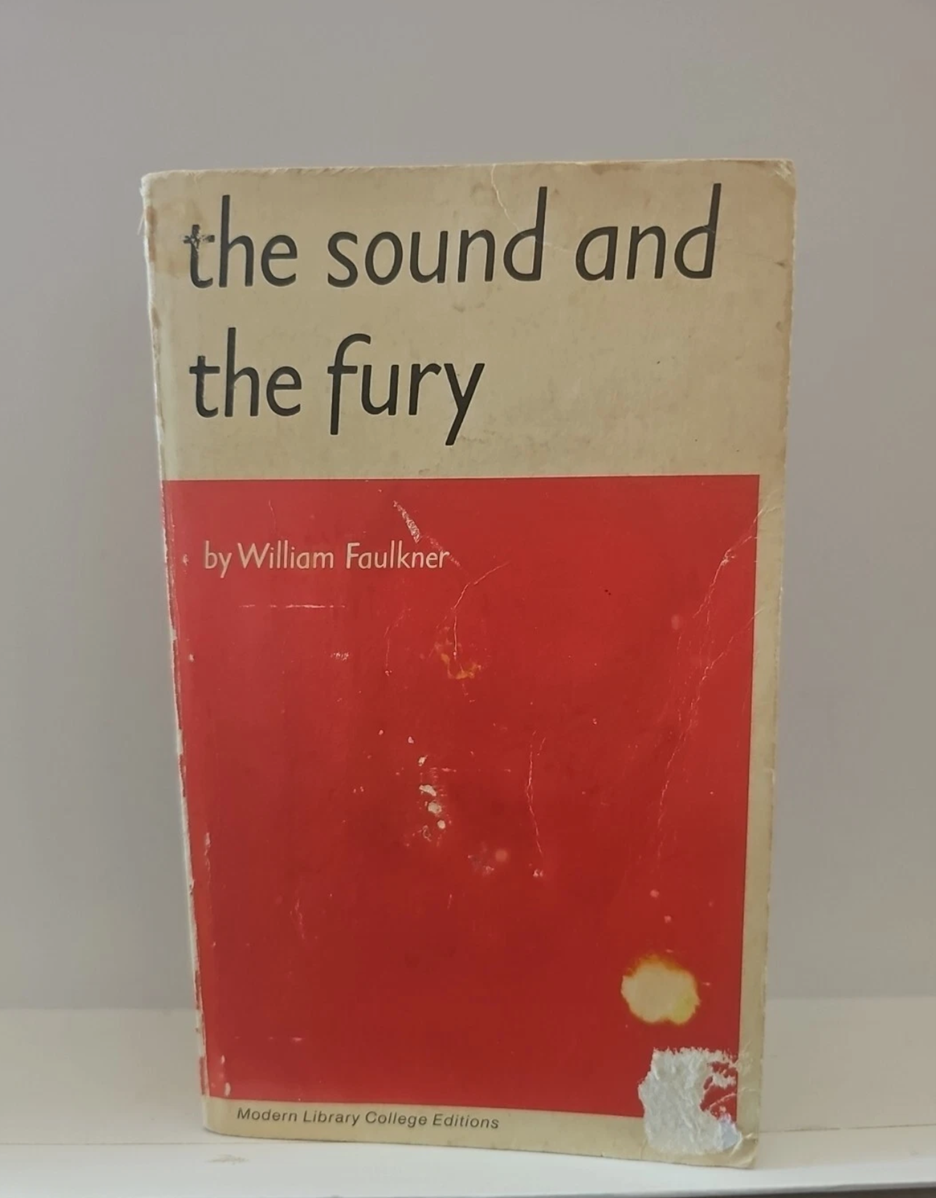 the sound and
the fury
by William Faulkner
Modern Library College Editions